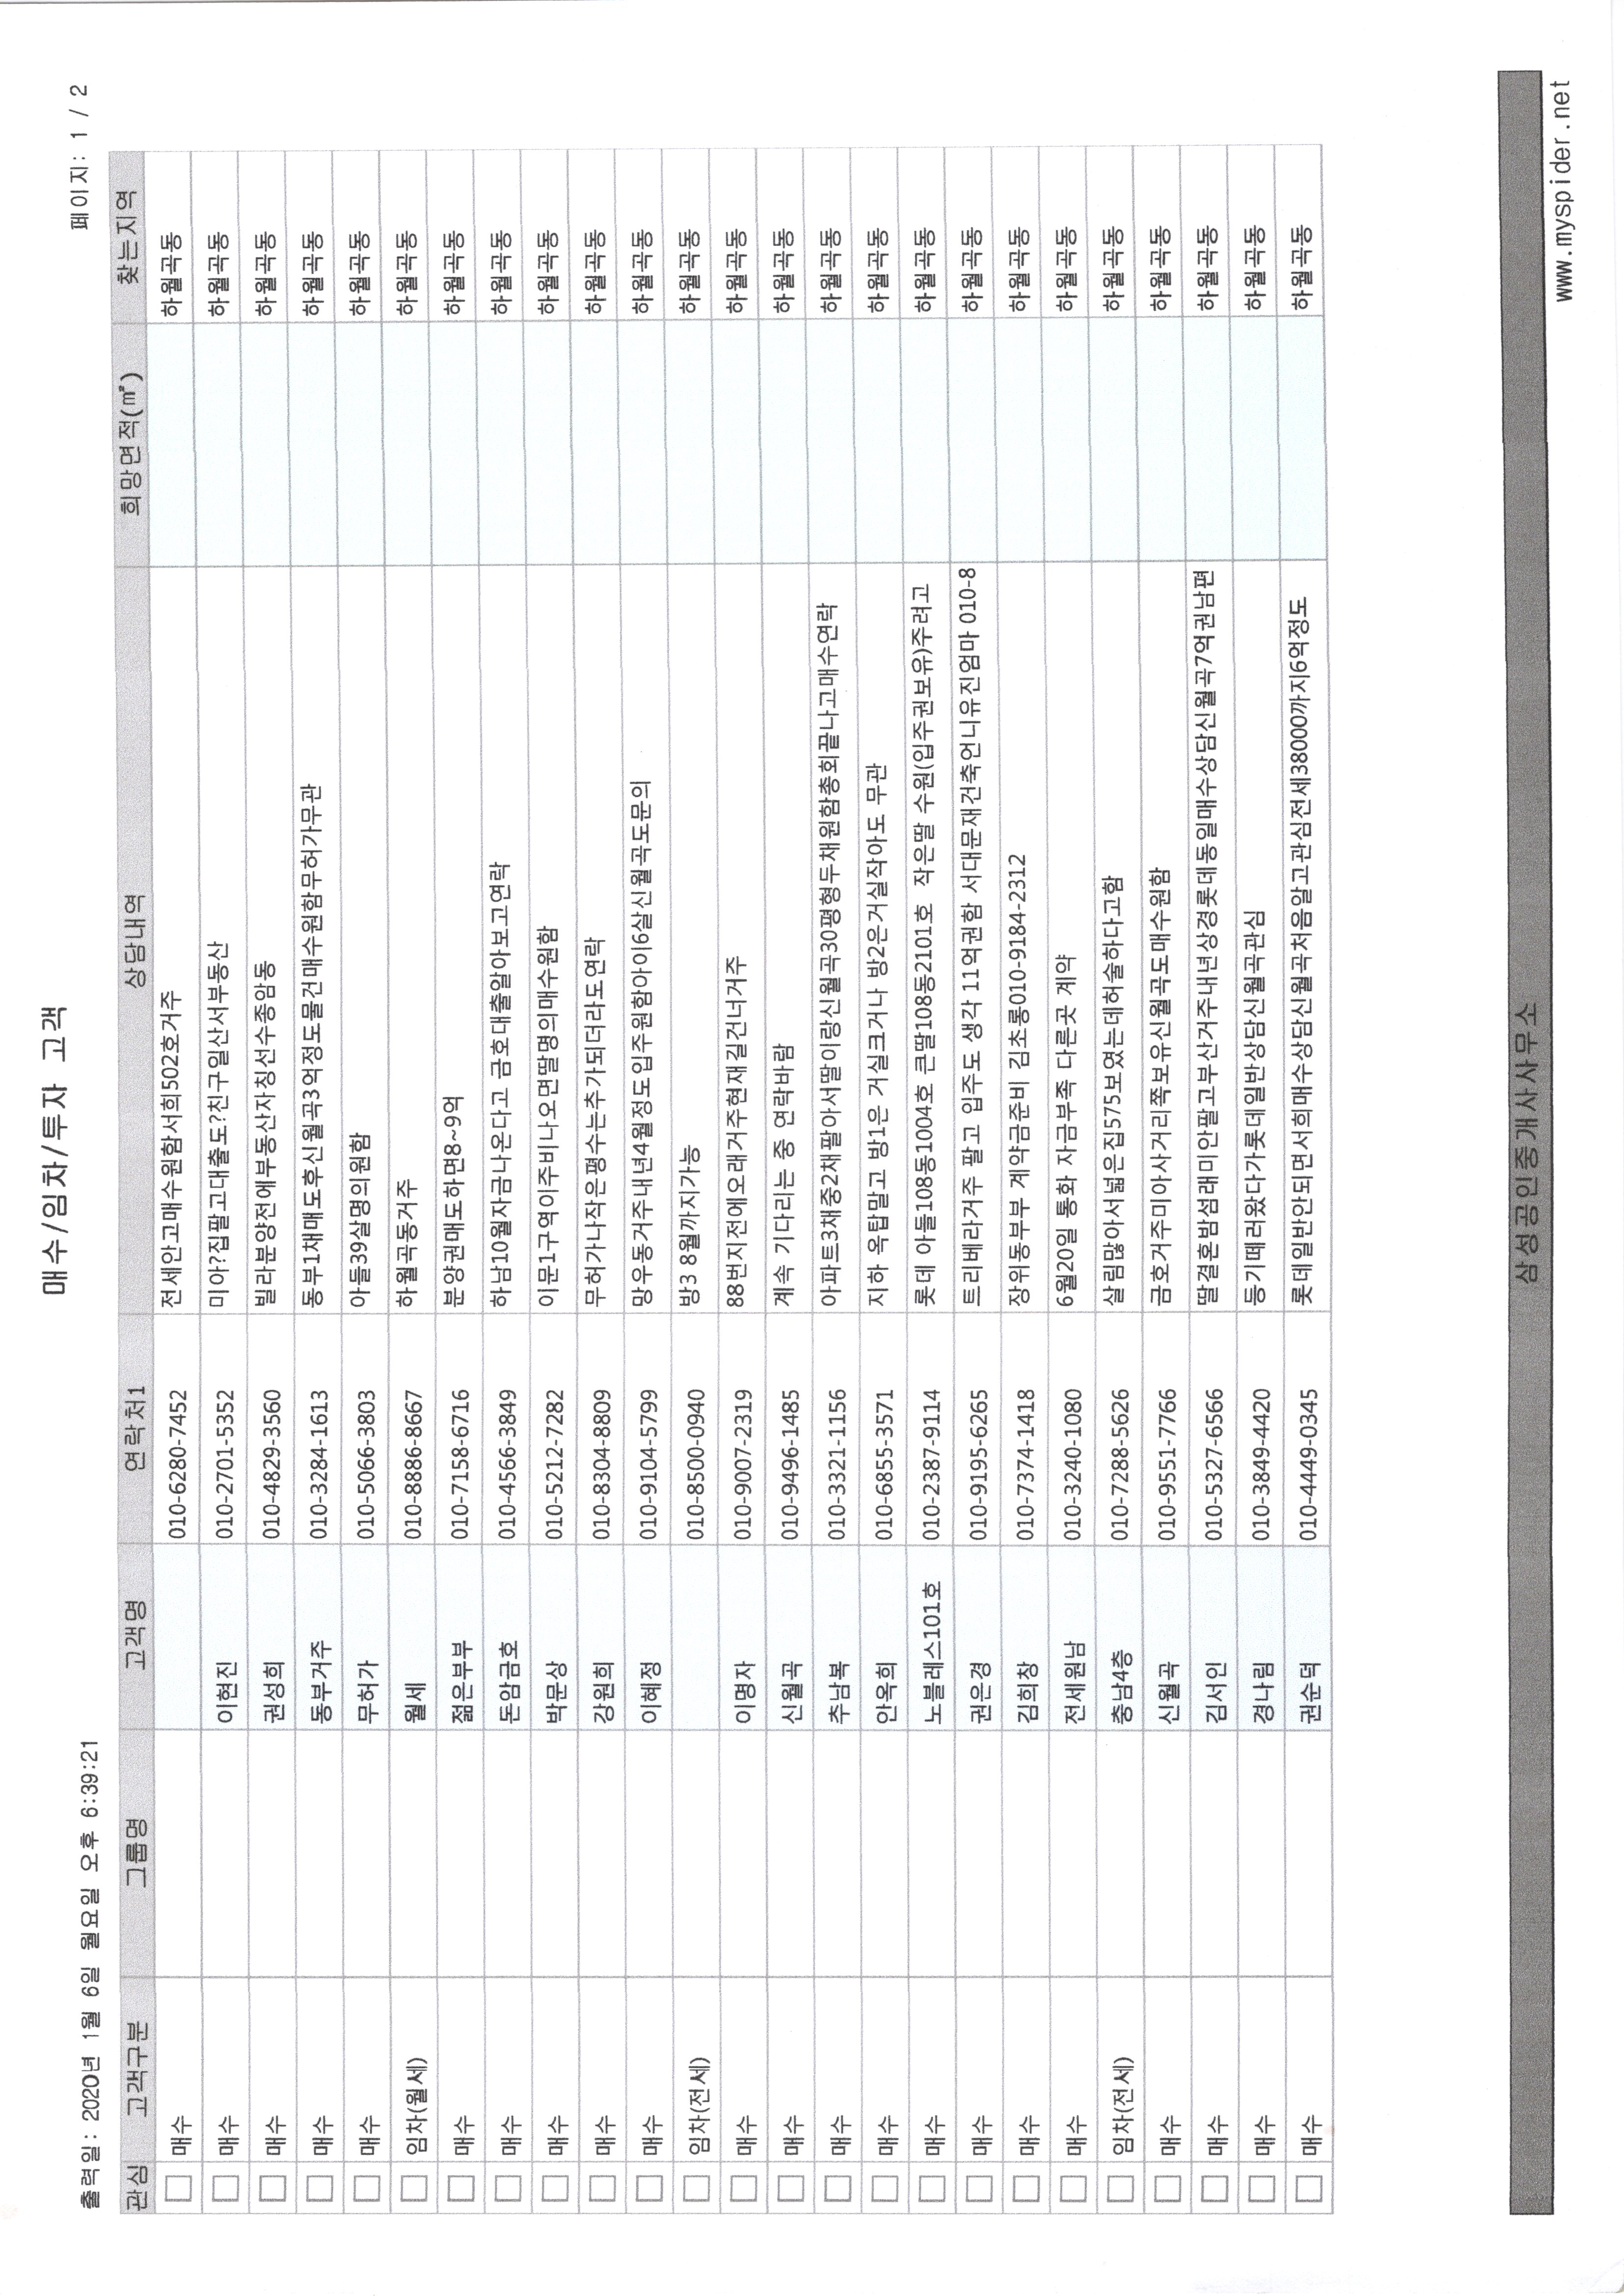 매수/임차/투자 고객
출력일: 2020년 1월 6일 월요일 오후 6:39:21
페이지: 1 / 2
관심 고객구분 그룹명 고객명 연락처1 상담내역 희망면적(㎡) 찾는지역
매수 010-6280-7452 전세안고매수원함서희502호거주 하월곡동
매수 이현진 010-2701-5352 미아?집팔고대출도?친구일산서부동산 하월곡동
매수 권성희 010-4829-3560 빌라분양전에부동산자칭선수종암동 하월곡동
매수 동부거주 010-3284-1613 동부1채매도후신월곡3억정도물건매수원함무허가무관 하월곡동
매수 무허가 010-5066-3803 아들39살명의원함 하월곡동
임차(월세) 월세 010-8886-8667 하월곡동거주 하월곡동
매수 젊은부부 010-7158-6716 분양권매도하면8~9억 하월곡동
매수 돈암금호 010-4566-3849 하남10월자금나온다고 금호대출알아보고연락 하월곡동
매수 박문상 010-5212-7282 이문1구역이주비나오면딸명의매수원함 하월곡동
매수 강원희 010-8304-8809 무허가나작은평수는추가되더라도연락 하월곡동
매수 이혜정 010-9104-5799 망우동거주내년4월정도입주원함아이6살신월곡도문의 하월곡동
임차(전세) 010-8500-0940 방3 8월까지가능 하월곡동
매수 이명자 010-9007-2319 88번지전에오래거주현재길건너거주 하월곡동
매수 신월곡 010-9496-1485 계속 기다리는 중 연락바람 하월곡동
매수 추남복 010-3321-1156 아파트3채중2채팔아서딸이랑신월곡30평형두채원함총회끝나고매수연락 하월곡동
매수 안옥희 010-6855-3571 지하 옥탑말고 방1은 거실크거나 방2은거실작아도 무관 하월곡동
매수 노블레스101호 010-2387-9114 롯데 아들108동1004호 큰딸108동2101호 작은딸 수원(입주권보유)주려고 하월곡동
매수 권은경 010-9195-6265 트리베라거주 팔고 입주도 생각 11억권함 서대문재건축언니유진엄마 010-8 하월곡동
매수 김희창 010-7374-1418 장위동부부 계약금준비 김초롱010-9184-2312 하월곡동
매수 전세원남 010-3240-1080 6월20일 통화 자금부족 다른곳 계약 하월곡동
임차(전세) 충남4층 010-7288-5626 살림많아서넓은집575보였는데허술하다고함 하월곡동
매수 신월곡 010-9551-7766 금호거주미아사거리쪽보유신월곡도매수원함 하월곡동
매수 김서인 010-5327-6566 딸결혼밤섬래미안팔고부산거주내년상경롯데동일매수상담신월곡7억권남편 하월곡동
매수 경나림 010-3849-4420 등기떼러왔다가롯데일반상담신월곡관심 하월곡동
매수 권순덕 010-4449-0345 롯데일반안되면서희매수상담신월곡처음알고관심전세38000까지6억정도 하월곡동
삼성공인중개사사무소
www.myspider.net